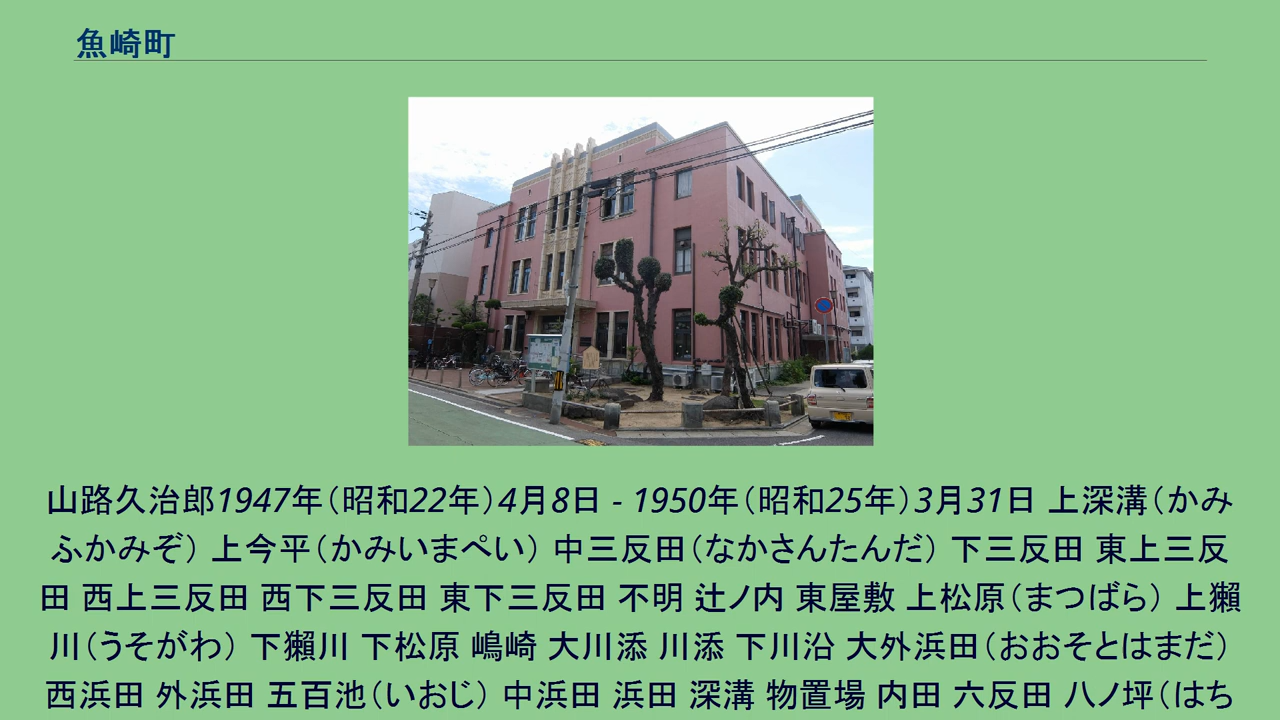 魚崎町
山路久治郎1947年（昭和22年）4月8日 - 1950年（昭和25年）3月31日 上深溝（かみ
ふかみぞ） 上今平（かみいまぺい） 中三反田（なかさんたんだ） 下三反田 東上三反
田 西上三反田 西下三反田 東下三反田 不明 辻ノ内 東屋敷 上松原（まつばら） 上獺
川（うそがわ） 下獺川 下松原 嶋崎 大川添 川添 下川沿 大外浜田（おおそとはまだ）
西浜田 外浜田 五百池（いおじ） 中浜田 浜田 深溝 物置場 内田 六反田 八ノ坪（はち